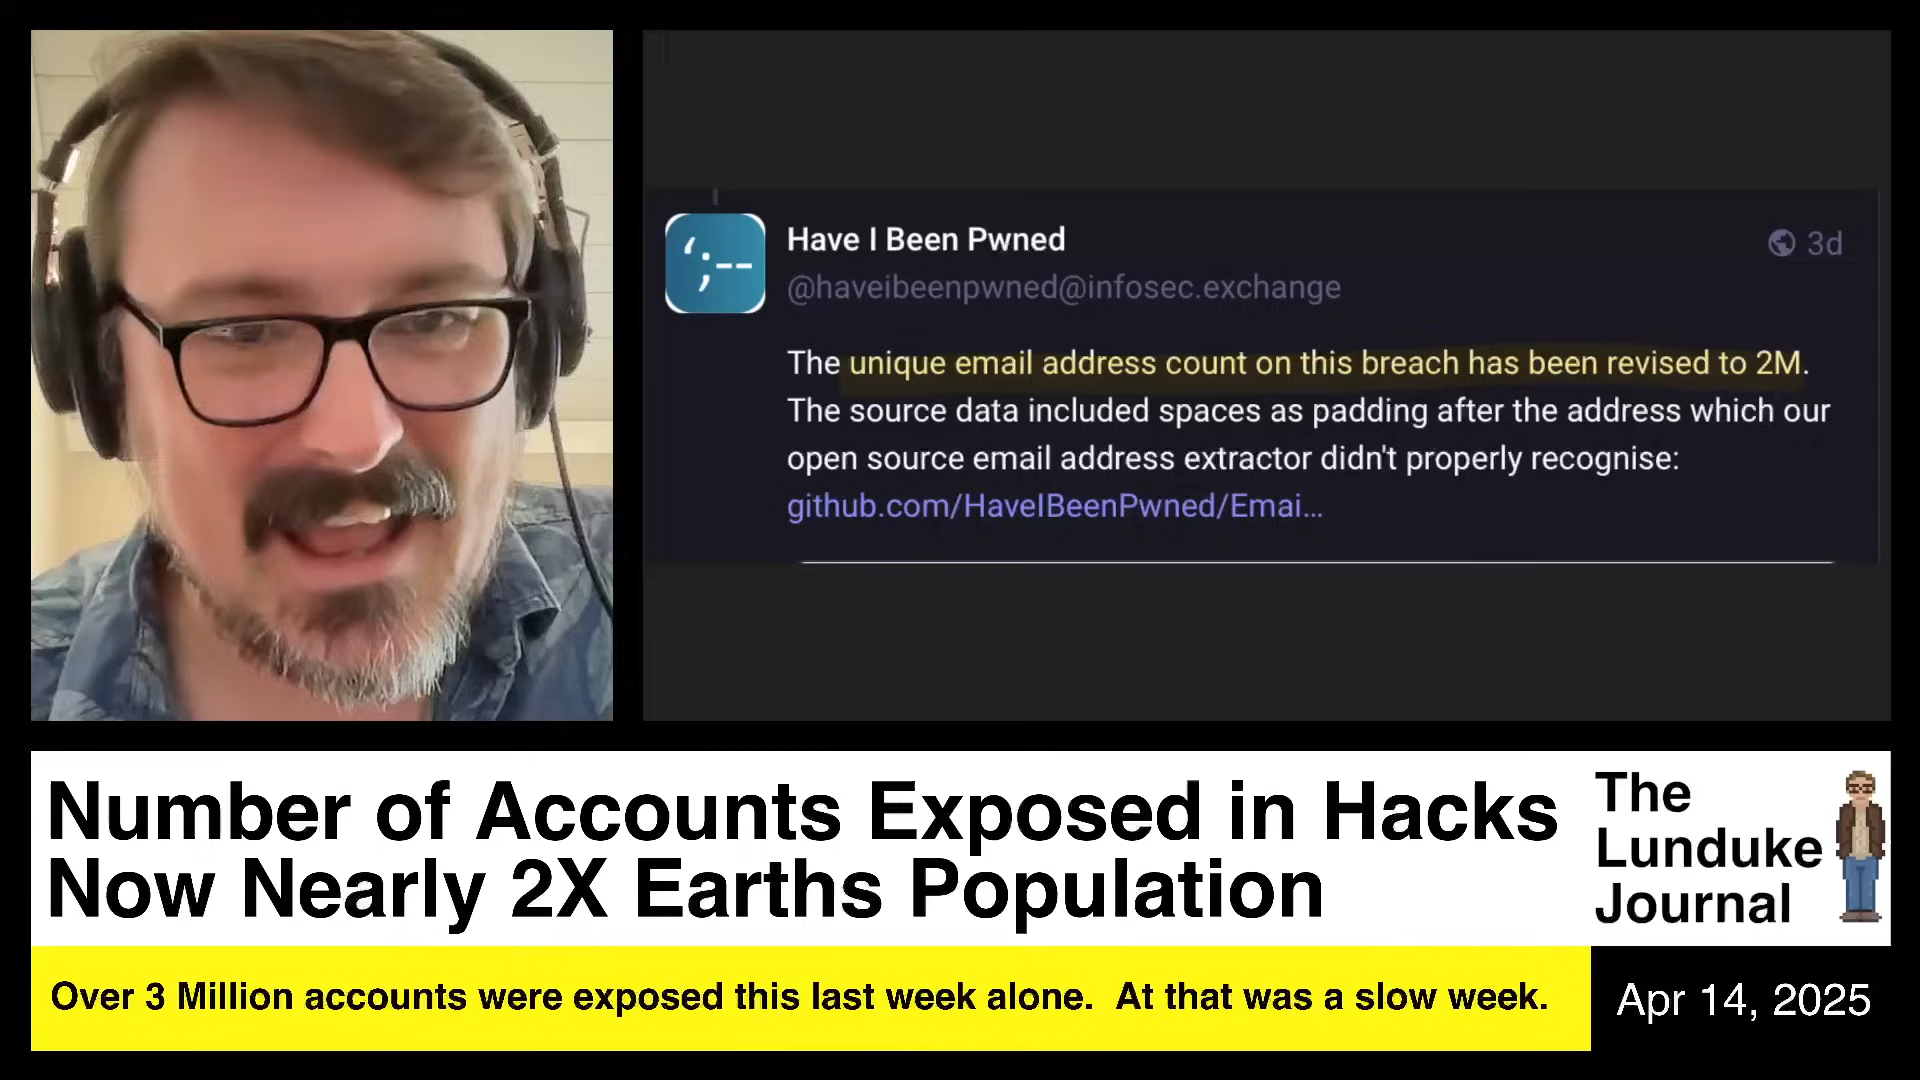 ';--
Have I Been Pwned
3d
@haveibeenpwned@infosec.exchange
The unique email address count on this breach has been revised to 2M.
The source data included spaces as padding after the address which our
open source email address extractor didn't properly recognise:
github.com/HaveIBeenPwned/Emai...
Number of Accounts Exposed in Hacks
Now Nearly 2X Earths Population
The
Lunduke
Journal
Over 3 Million accounts were exposed this last week alone.  At that was a slow week.
Apr 14, 2025